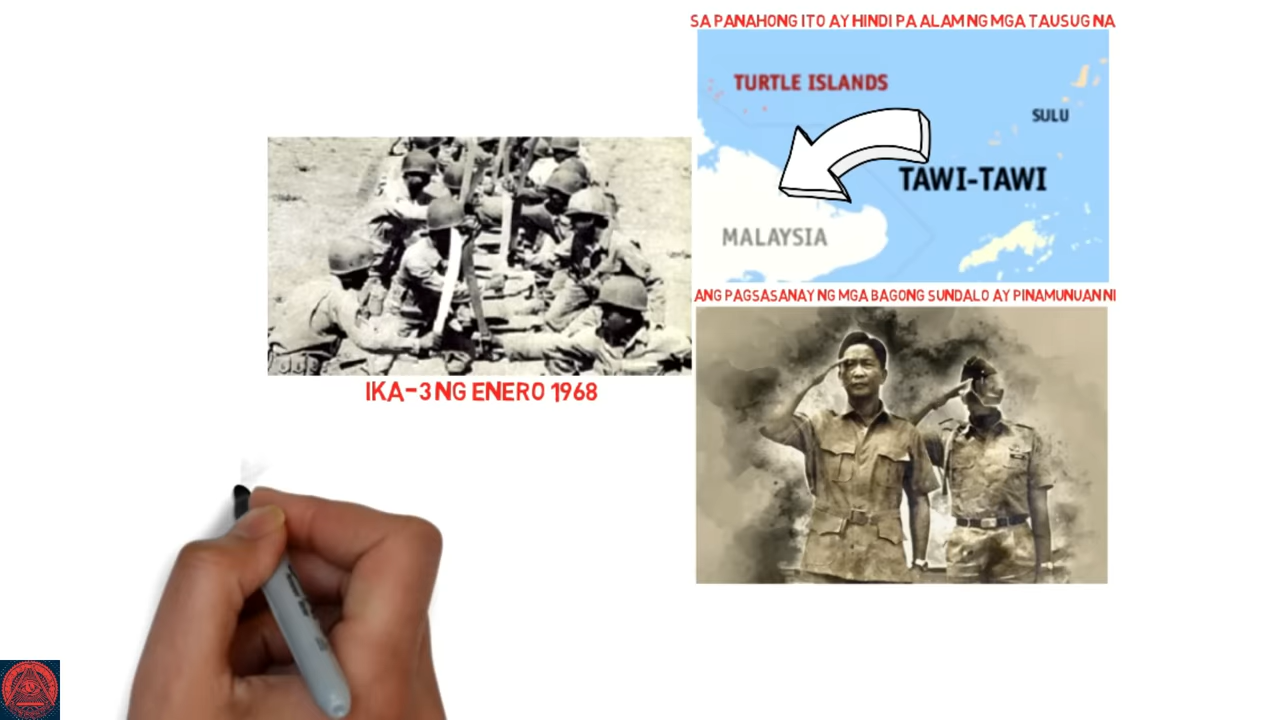 SA PANAHONG ITO AY HINDI PA ALAM NG MGA TAUSUG NA
TURTLE ISLANDS
SULU
TAWI-TAWI
MALAYSIA
IKA-3 NG ENERO 1968
ANG PAGSASANAY NG MGA BAGONG SUNDALO AY PINAMUNUAN NI